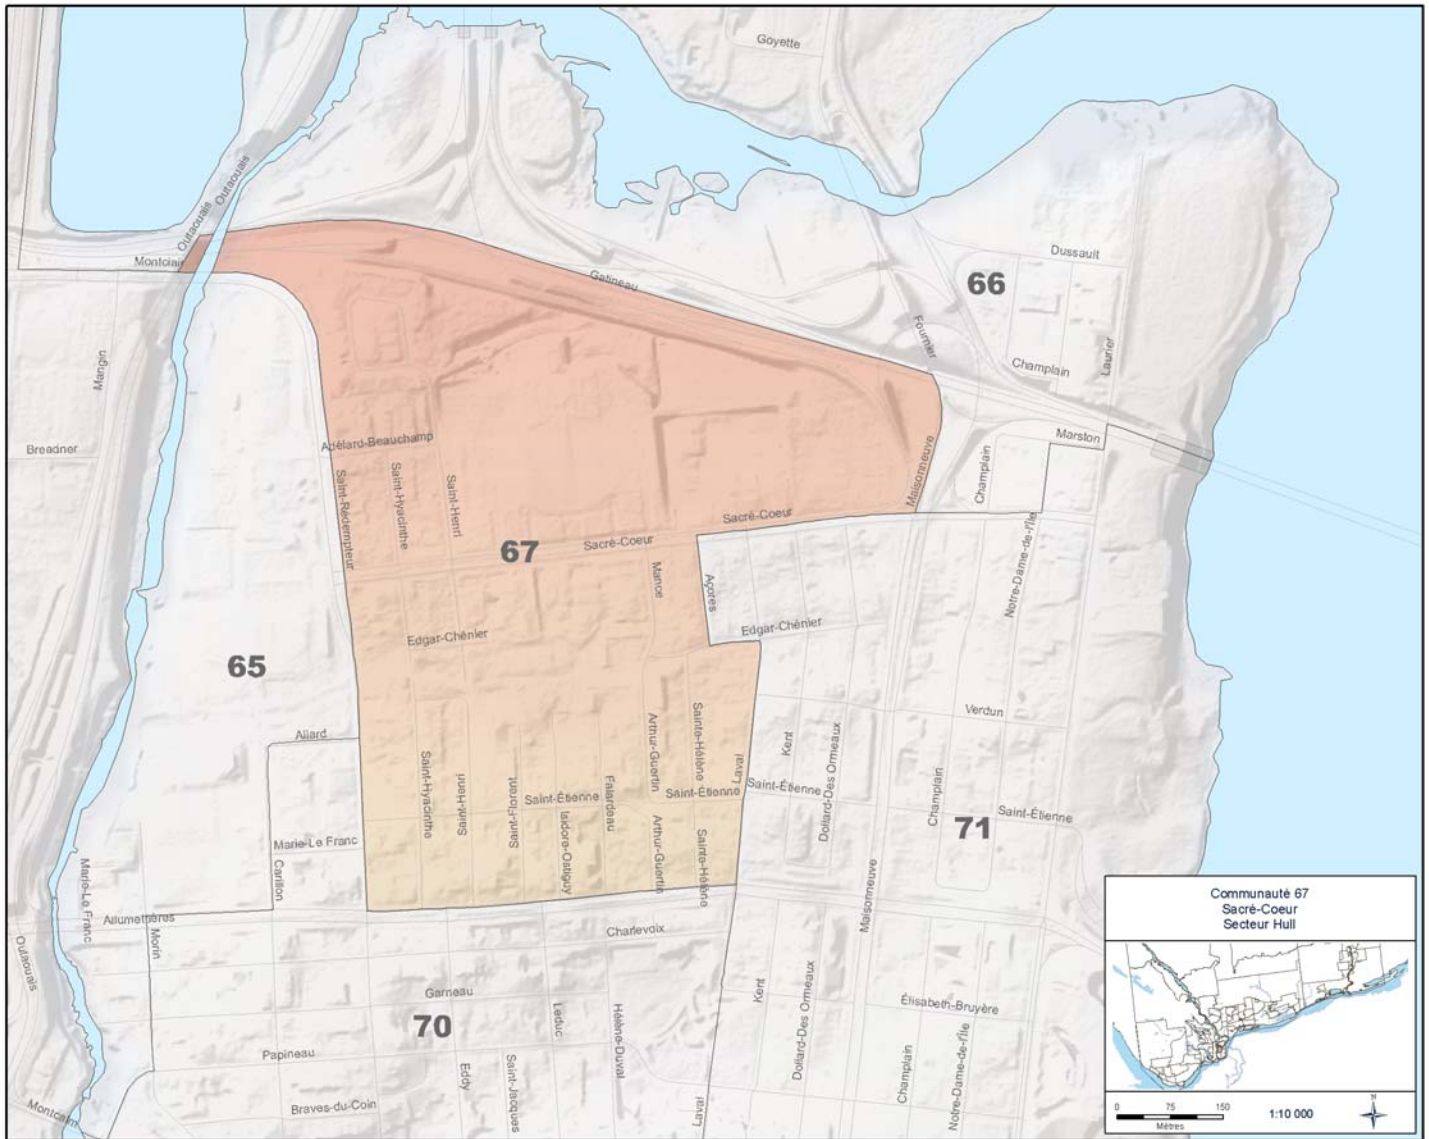 Goyette
Outaouais
Outaouais
Montclair
Gatineau
Dussault
66
Fournier
Champlain
Laurier
Mangin
Breadner
Adélard-Beauchamp
Marston
Maisonneuve
Champlain
Saint-Rédempteur
Saint-Hyacinthe
Saint-Henri
Sacré-Coeur
Sacré-Coeur
67
Mance
Açores
Notre-Dame-de-l'Île
Edgar-Chénier
Edgar-Chénier
65
Allard
Verdun
Arthur-Guertin
Sainte-Hélène
Laval
Kent
Dollard-Des Ormeaux
Saint-Hyacinthe
Saint-Henri
Saint-Florent
Saint-Étienne
Isidore-Ostiguy
Falardeau
Saint-Étienne
Saint-Étienne
Champlain
Saint-Étienne
71
Marie-Le Franc
Carillon
Arthur-Guertin
Sainte-Hélène
Marie-Le Franc
Maisonneuve
Allumettières
Morin
Outaouais
Charlevoix
Garneau
70
Leduc
Hélène-Duval
Kent
Dollard-Des Ormeaux
Élisabeth-Bruyère
Papineau
Eddy
Saint-Jacques
Champlain
Notre-Dame-de-l'Île
Braves-du-Coin
Laval
Montcalm
Communauté 67
Sacré-Coeur
Secteur Hull
0 75 150
Mètres
1:10 000
N